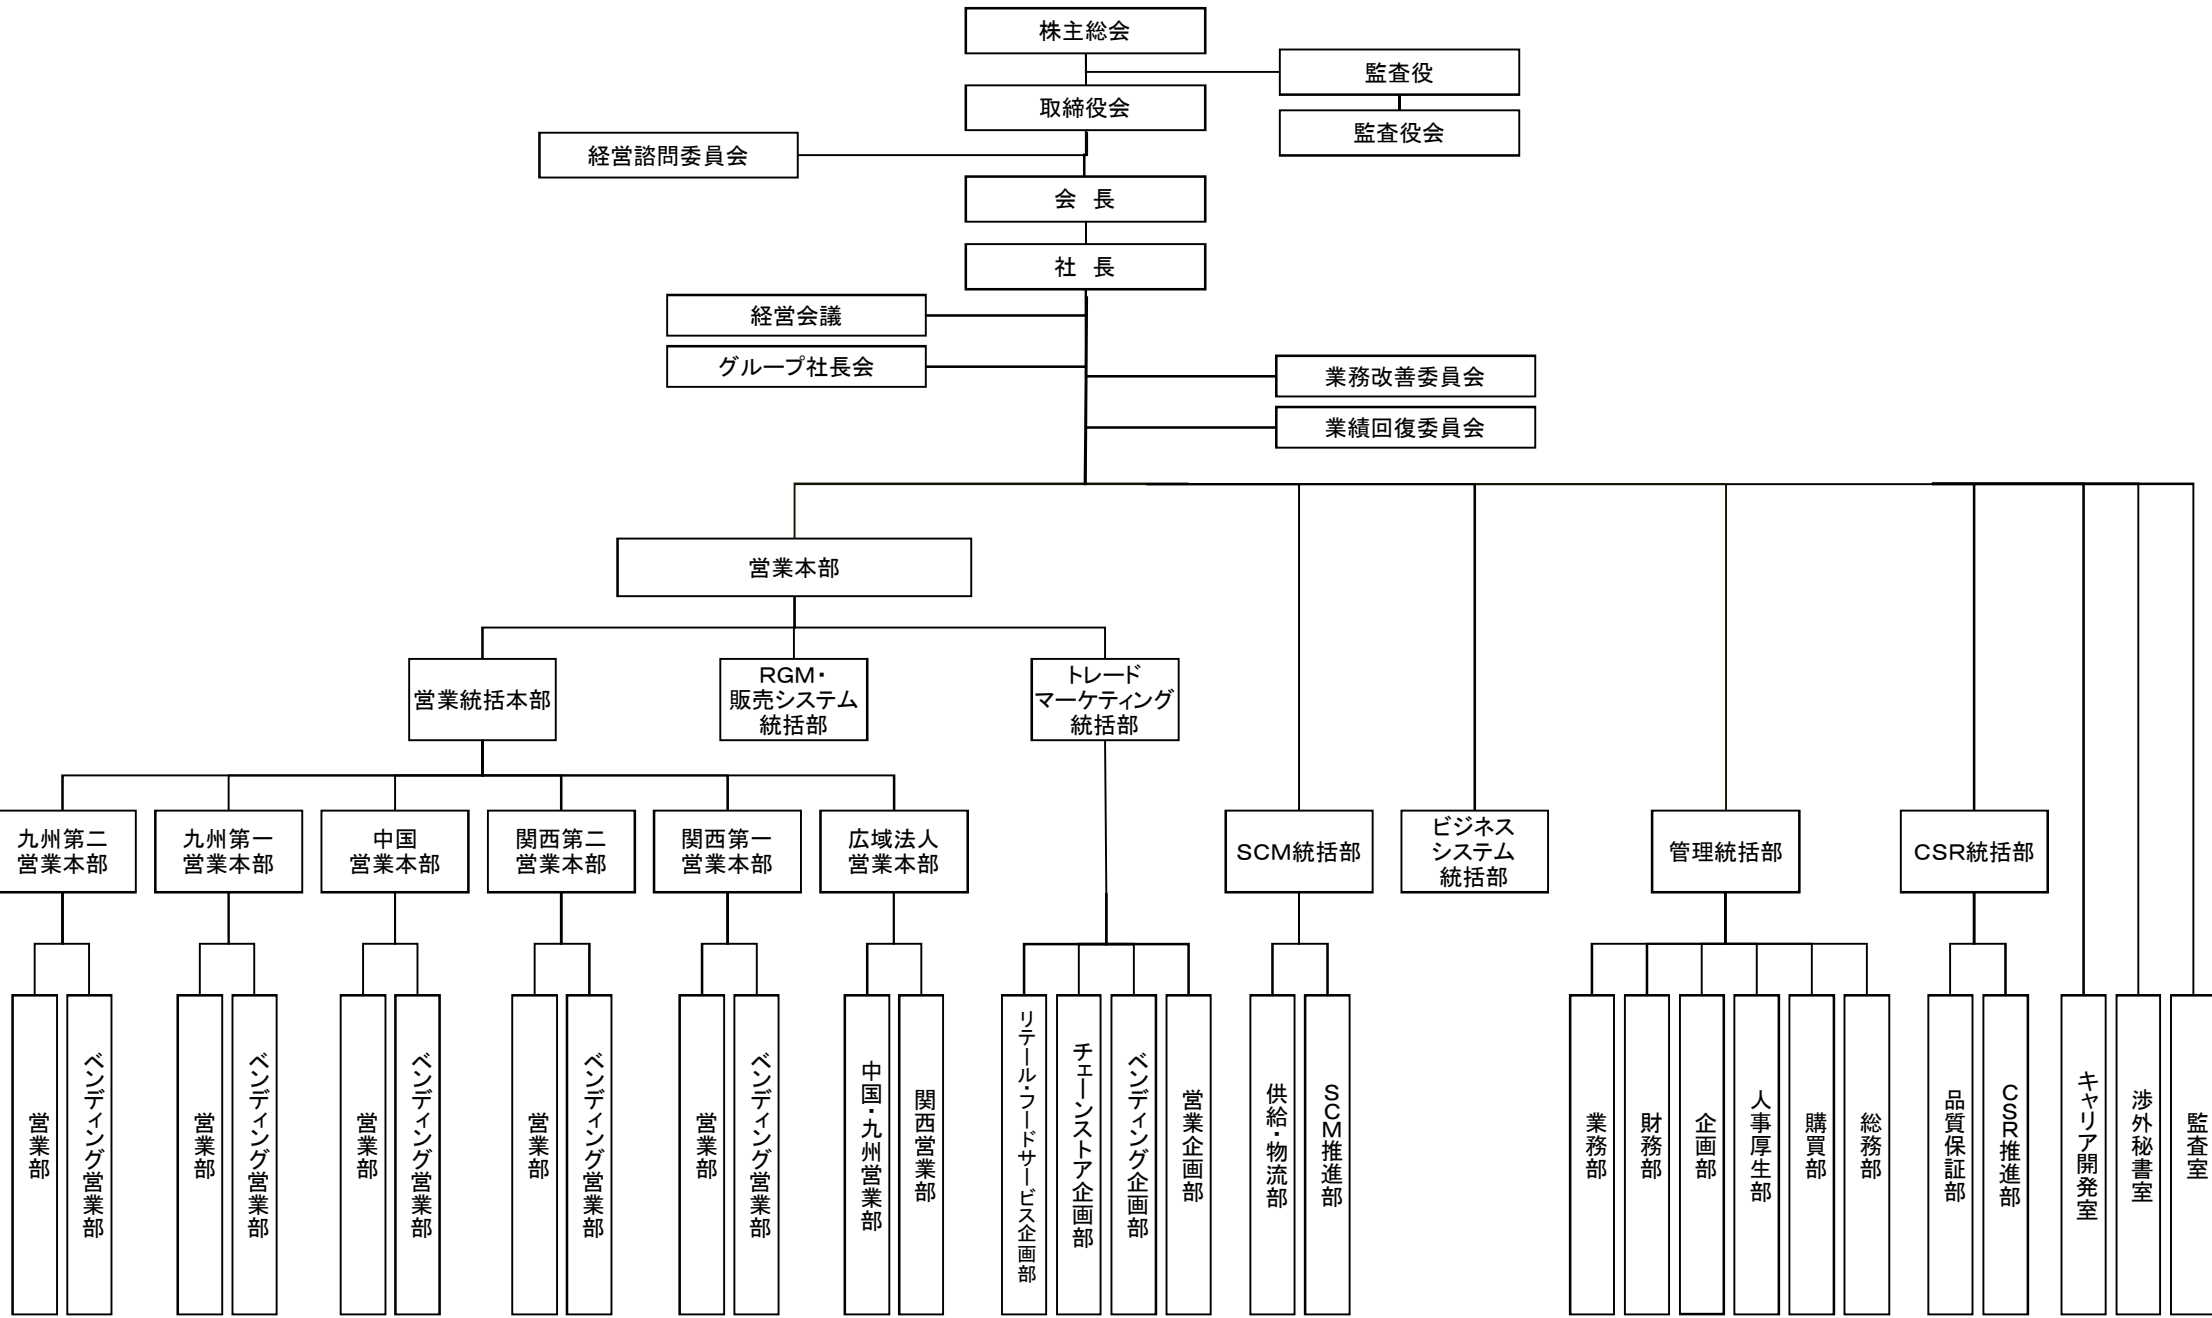 株主総会
監査役
取締役会
監査役会
経営諮問委員会
会 長
社 長
経営会議
グループ社長会
業務改善委員会
業績回復委員会
営業本部
営業統括本部
RGM・
販売システム
統括部
トレード
マーケティング
統括部
九州第二
営業本部
九州第一
営業本部
中国
営業本部
関西第二
営業本部
関西第一
営業本部
広域法人
営業本部
SCM統括部
ビジネス
システム
統括部
管理統括部
CSR統括部
営業部
ベンディング営業部
営業部
ベンディング営業部
営業部
ベンディング営業部
営業部
ベンディング営業部
営業部
ベンディング営業部
中国・九州営業部
関西営業部
リテール・フードサービス企画部
チェーンストア企画部
ベンディング企画部
営業企画部
供給・物流部
SCM推進部
業務部
財務部
企画部
人事厚生部
購買部
総務部
品質保証部
CSR推進部
キャリア開発室
渉外秘書室
監査室